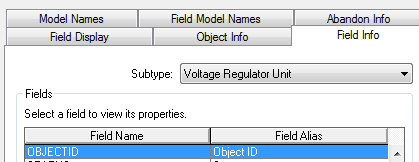 Model Names Field Model Names Abandon Info
Field Display Object Info Field Info
Subtype: Voltage Regulator Unit
Fields
Select a field to view its properties.
Field Name Field Alias
OBJECTID Object ID